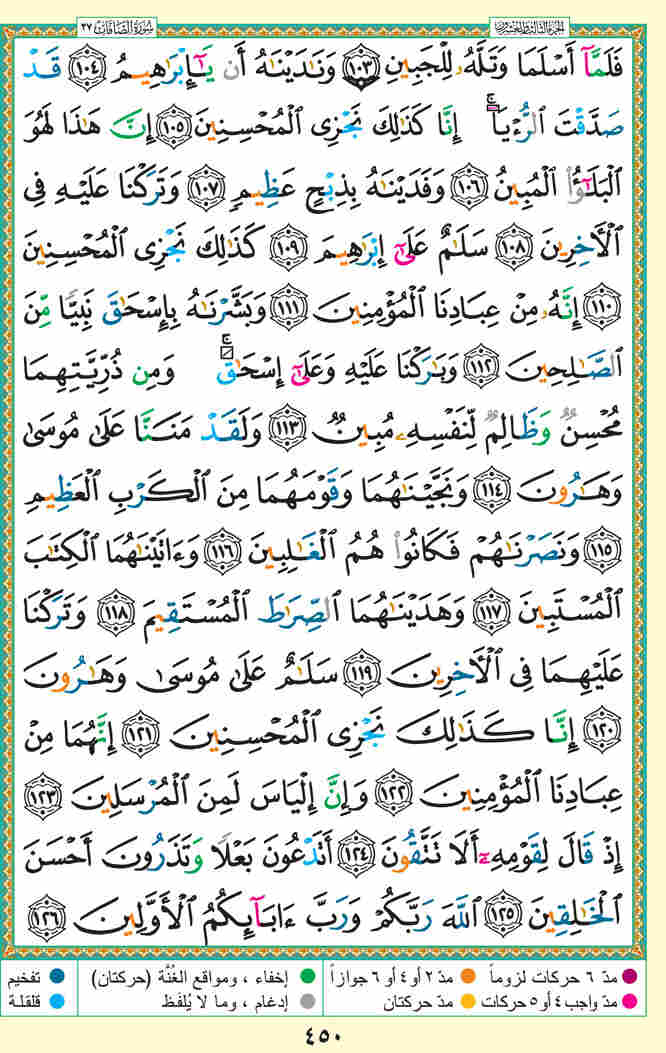 سورة الصافات ٣٧
الجزء الثالث والعشرون
فَلَمَّآ أَسْلَمَا وَتَلَّهُۥ لِلْجَبِينِ ١٠٣ وَنَـٰدَيْنَـٰهُ أَن يَـٰٓإِبْرَٰهِيمُ ١٠٤ قَدْ
صَدَّقْتَ ٱلرُّءْيَآ ۚ إِنَّا كَذَٰلِكَ نَجْزِى ٱلْمُحْسِنِينَ ١٠٥ إِنَّ هَـٰذَا لَهُوَ
ٱلْبَلَـٰٓؤُا۟ ٱلْمُبِينُ ١٠٦ وَفَدَيْنَـٰهُ بِذِبْحٍ عَظِيمٍ ١٠٧ وَتَرَكْنَا عَلَيْهِ فِى
ٱلْـَٔاخِرِينَ ١٠٨ سَلَـٰمٌ عَلَىٰٓ إِبْرَٰهِيمَ ١٠٩ كَذَٰلِكَ نَجْزِى ٱلْمُحْسِنِينَ
١١٠ إِنَّهُۥ مِنْ عِبَادِنَا ٱلْمُؤْمِنِينَ ١١١ وَبَشَّرْنَـٰهُ بِإِسْحَـٰقَ نَبِيًّا مِّنَ
ٱلصَّـٰلِحِينَ ١١٢ وَبَـٰرَكْنَا عَلَيْهِ وَعَلَىٰٓ إِسْحَـٰقَ ۚ وَمِن ذُرِّيَّتِهِمَا
مُحْسِنٌ وَظَالِمٌ لِّنَفْسِهِۦ مُبِينٌ ١١٣ وَلَقَدْ مَنَنَّا عَلَىٰ مُوسَىٰ
وَهَـٰرُونَ ١١٤ وَنَجَّيْنَـٰهُمَا وَقَوْمَهُمَا مِنَ ٱلْكَرْبِ ٱلْعَظِيمِ
١١٥ وَنَصَرْنَـٰهُمْ فَكَانُوا۟ هُمُ ٱلْغَـٰلِبِينَ ١١٦ وَءَاتَيْنَـٰهُمَا ٱلْكِتَـٰبَ
ٱلْمُسْتَبِينَ ١١٧ وَهَدَيْنَـٰهُمَا ٱلصِّرَٰطَ ٱلْمُسْتَقِيمَ ١١٨ وَتَرَكْنَا
عَلَيْهِمَا فِى ٱلْـَٔاخِرِينَ ١١٩ سَلَـٰمٌ عَلَىٰ مُوسَىٰ وَهَـٰرُونَ
١٢٠ إِنَّا كَذَٰلِكَ نَجْزِى ٱلْمُحْسِنِينَ ١٢١ إِنَّهُمَا مِنْ
عِبَادِنَا ٱلْمُؤْمِنِينَ ١٢٢ وَإِنَّ إِلْيَاسَ لَمِنَ ٱلْمُرْسَلِينَ ١٢٣
إِذْ قَالَ لِقَوْمِهِۦٓ أَلَا تَتَّقُونَ ١٢٤ أَتَدْعُونَ بَعْلًا وَتَذَرُونَ أَحْسَنَ
ٱلْخَـٰلِقِينَ ١٢٥ ٱللَّهَ رَبَّكُمْ وَرَبَّ ءَابَآئِكُمُ ٱلْأَوَّلِينَ ١٢٦
مدّ ٦ حركات لزوماً مدّ ٢ أو ٤ أو ٦ جوازاً إخفاء ، ومواقع الغُنَّة (حركتان) تفخيم
مدّ واجب ٤ أو ٥ حركات مدّ حركتان إدغام ، وما لا يُلفَظ قلقلة
٤٥٠